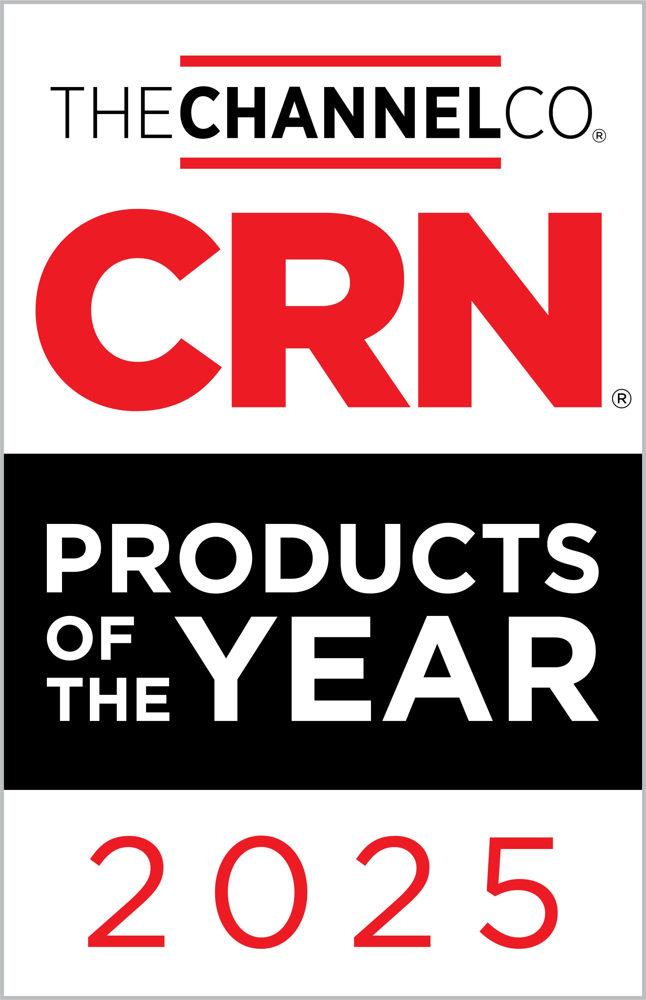 THECHANNELCO®
CRN®
PRODUCTS
OF THE YEAR
2025